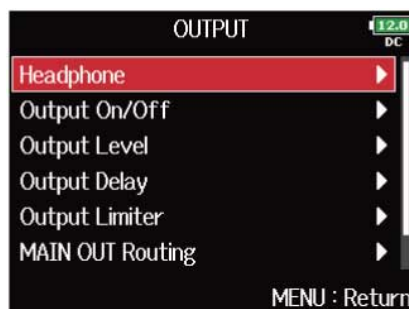 OUTPUT
12.0
DC
Headphone
Output On/Off
Output Level
Output Delay
Output Limiter
MAIN OUT Routing
MENU : Return